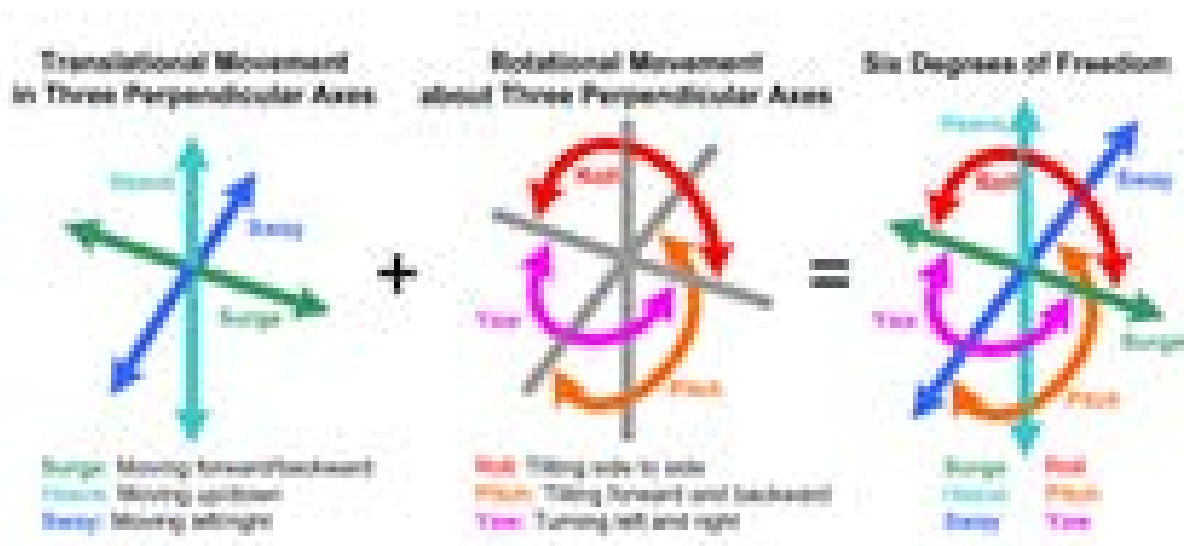 Translational Movement
in Three Perpendicular Axes
Heave
Sway
Surge
Surge: Moving forward/backward
Heave: Moving up/down
Sway: Moving left/right
+
Rotational Movement
about Three Perpendicular Axes
Roll
Yaw
Pitch
Roll: Tilting side to side
Pitch: Tilting forward and backward
Yaw: Turning left and right
=
Six Degrees of Freedom
Heave
Sway
Roll
Yaw
Surge
Pitch
Surge Roll
Heave Pitch
Sway Yaw